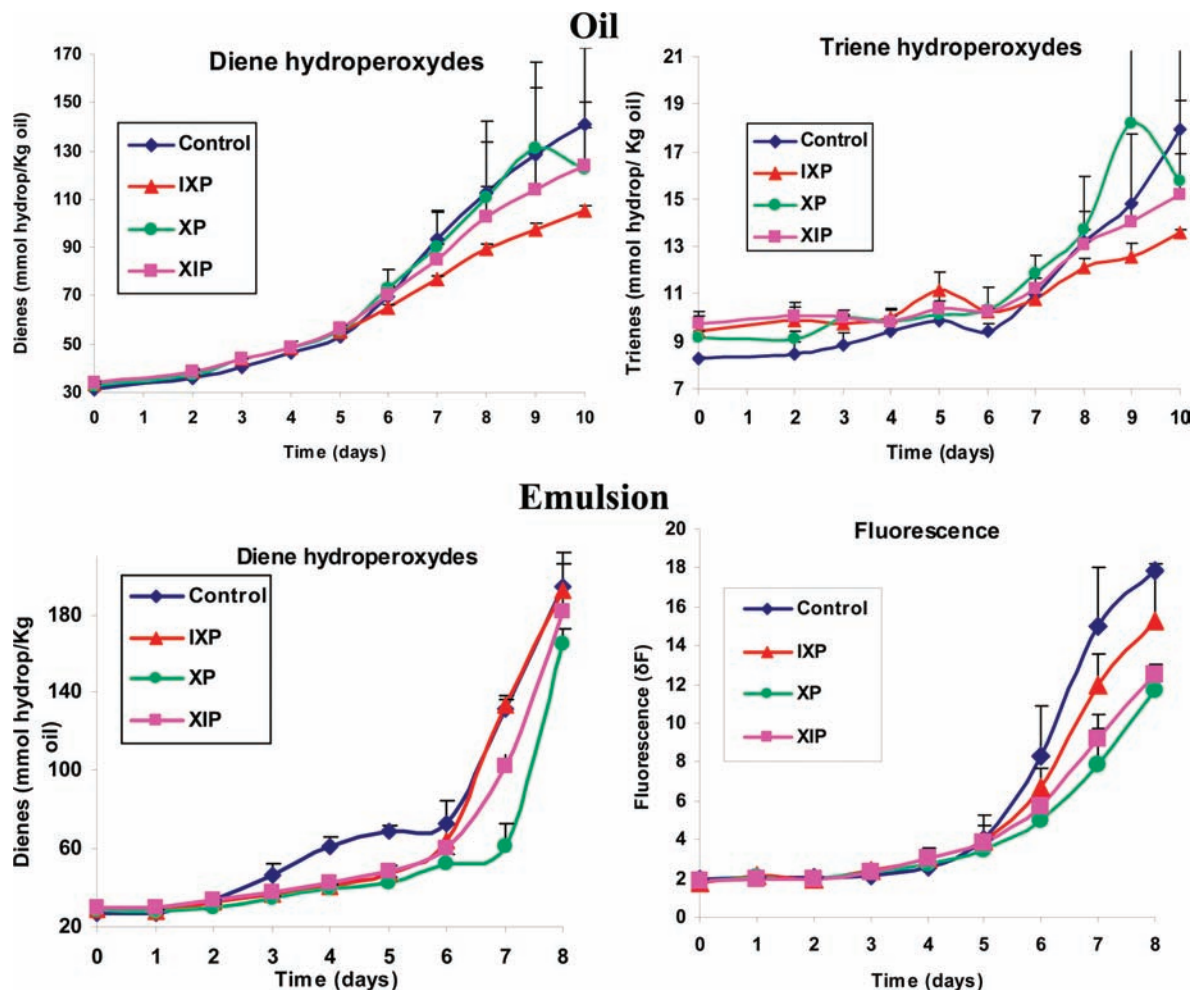 Oil
Diene hydroperoxydes
Dienes (mmol hydrop/Kg oil)
170
150
130
110
90
70
50
30
Control
IXP
XP
XIP
0 1 2 3 4 5 6 7 8 9 10
Time (days)
Triene hydroperoxydes
Trienes (mmol hydrop/ Kg oil)
21
19
17
15
13
11
9
7
Control
IXP
XP
XIP
0 1 2 3 4 5 6 7 8 9 10
Time (days)
Emulsion
Diene hydroperoxydes
Dienes (mmol hydrop/Kg
oil)
180
140
100
60
20
Control
IXP
XP
XIP
0 1 2 3 4 5 6 7 8
Time (days)
Fluorescence
Fluorescence (δF)
20
18
16
14
12
10
8
6
4
2
0
Control
IXP
XP
XIP
0 1 2 3 4 5 6 7 8
Time (days)